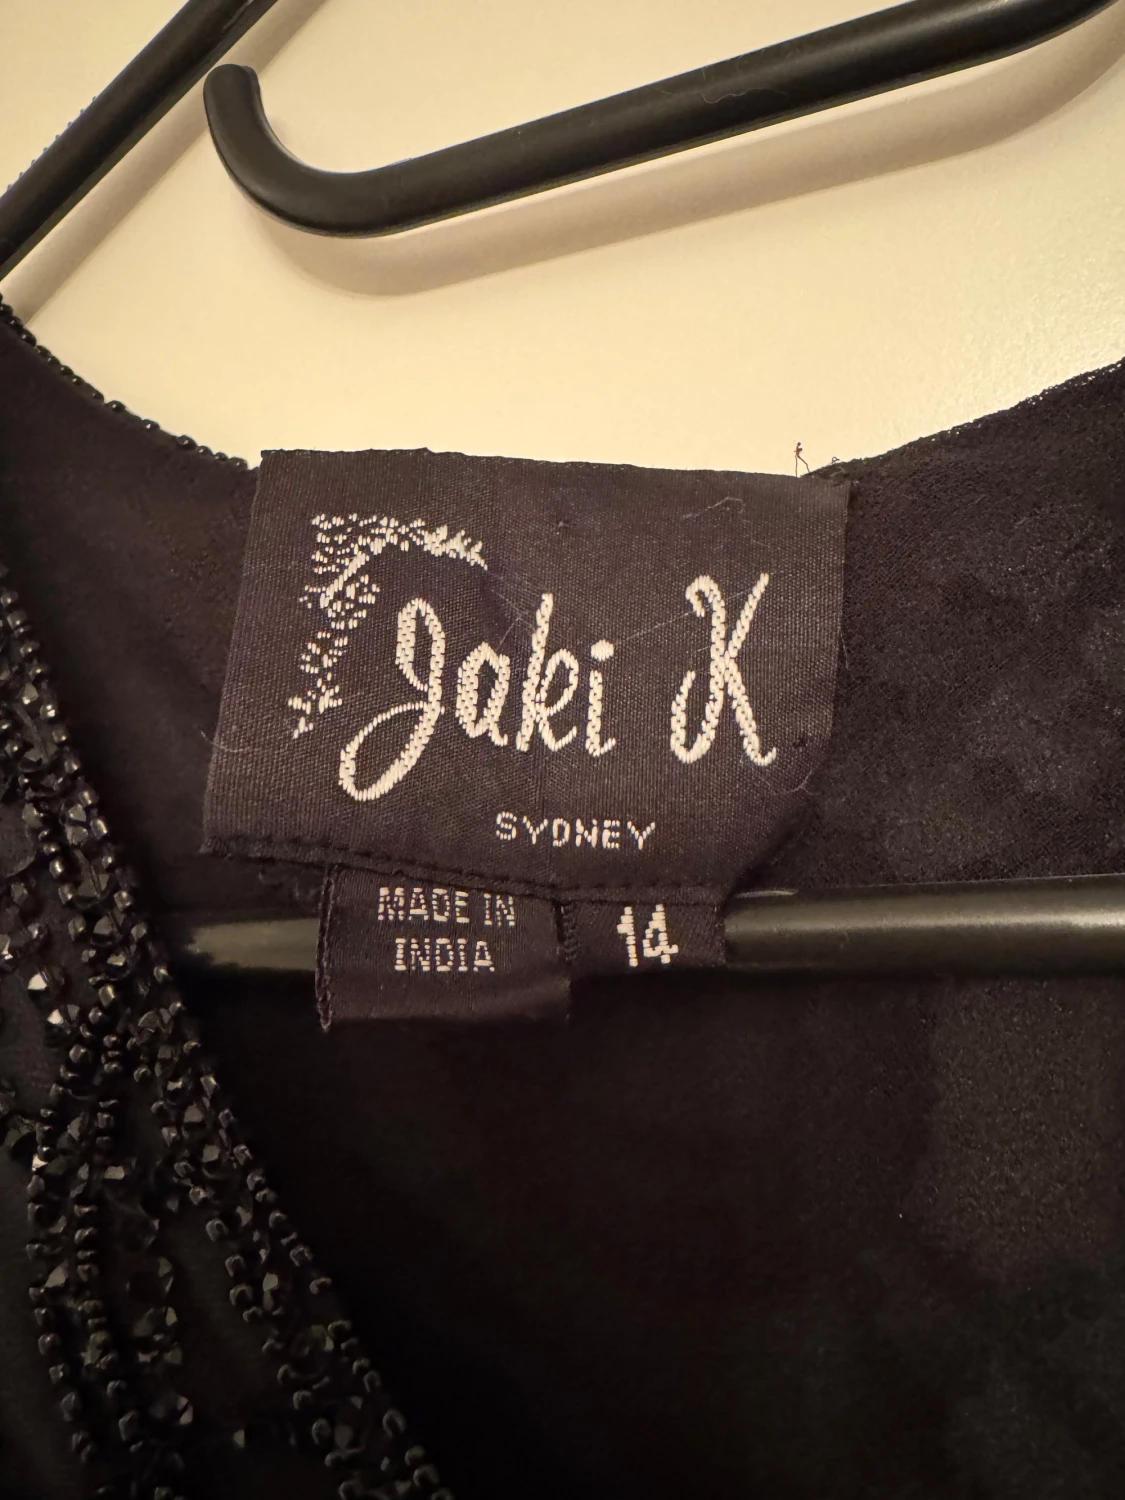 Jaki K
SYDNEY
MADE IN
INDIA
14